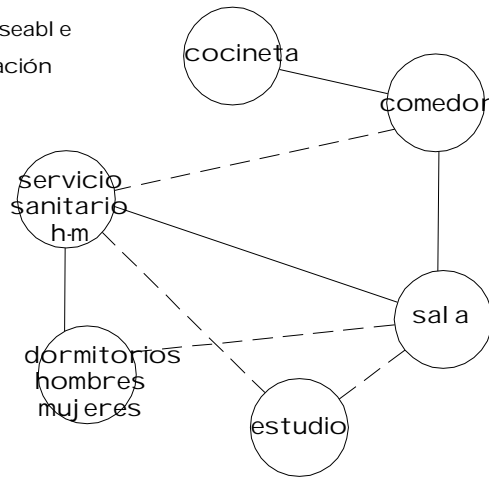 seable
ación
cocineta
comedor
servicio
sanitario
h-m
sala
dormitorios
hombres
mujeres
estudio